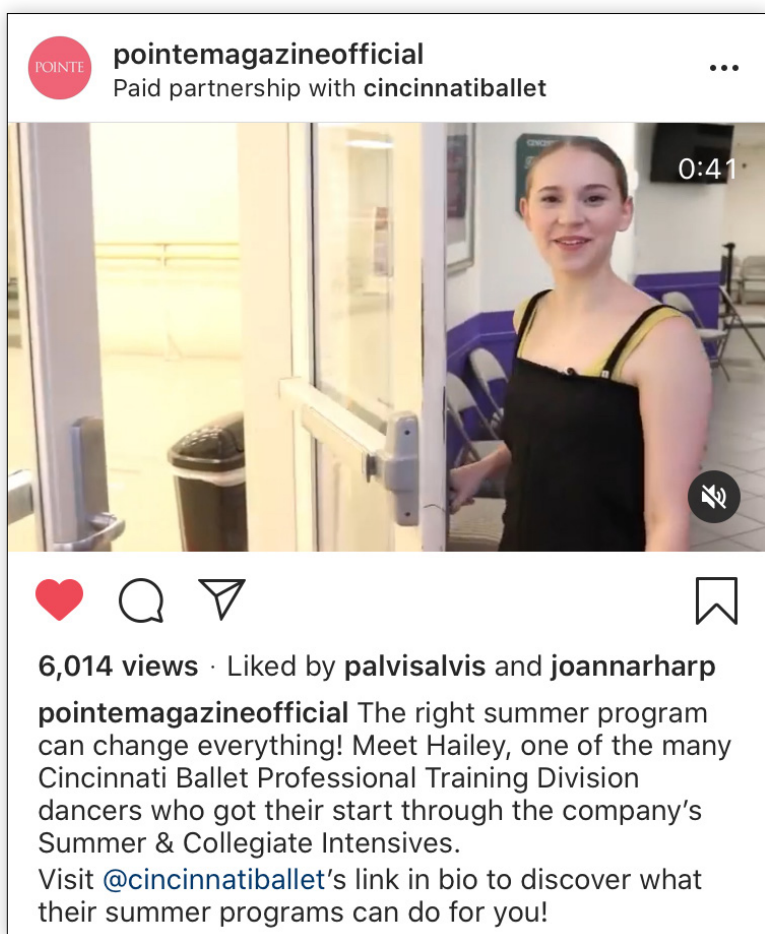 POINTE
pointemagazineofficial
Paid partnership with cincinnatiballet
0:41
6,014 views · Liked by palvisalvis and joannarharp
pointemagazineofficial The right summer program
can change everything! Meet Hailey, one of the many
Cincinnati Ballet Professional Training Division
dancers who got their start through the company’s
Summer & Collegiate Intensives.
Visit @cincinnatiballet’s link in bio to discover what
their summer programs can do for you!